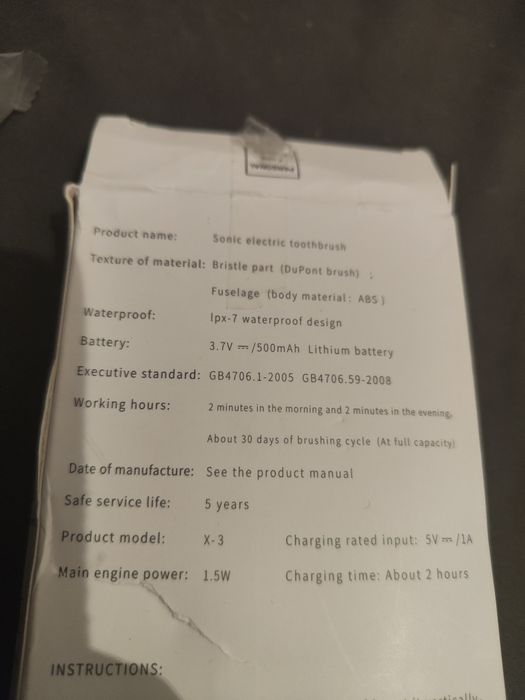 Product name: Sonic electric toothbrush
Texture of material: Bristle part (DuPont brush) ;
Fuselage (body material: ABS)
Waterproof: Ipx-7 waterproof design
Battery: 3.7V ⎓/500mAh Lithium battery
Executive standard: GB4706.1-2005 GB4706.59-2008
Working hours: 2 minutes in the morning and 2 minutes in the evening,
About 30 days of brushing cycle (At full capacity)
Date of manufacture: See the product manual
Safe service life: 5 years
Product model: X-3 Charging rated input: 5V⎓/1A
Main engine power: 1.5W Charging time: About 2 hours
INSTRUCTIONS: